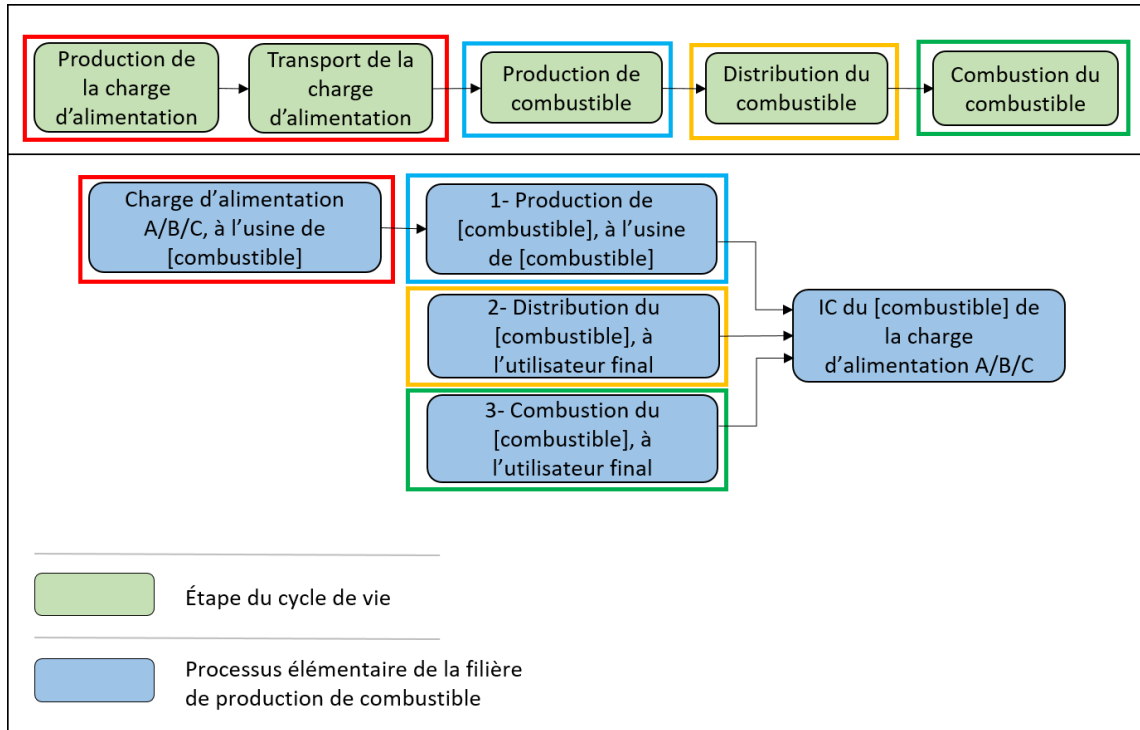 Production de
la charge
d'alimentation
Transport de la
charge
d'alimentation
Production de
combustible
Distribution du
combustible
Combustion du
combustible
Charge d'alimentation
A/B/C, à l'usine de
[combustible]
1- Production de
[combustible], à l'usine
de [combustible]
2- Distribution du
[combustible], à
l'utilisateur final
3- Combustion du
[combustible], à
l'utilisateur final
IC du [combustible] de
la charge
d'alimentation A/B/C
Étape du cycle de vie
Processus élémentaire de la filière
de production de combustible